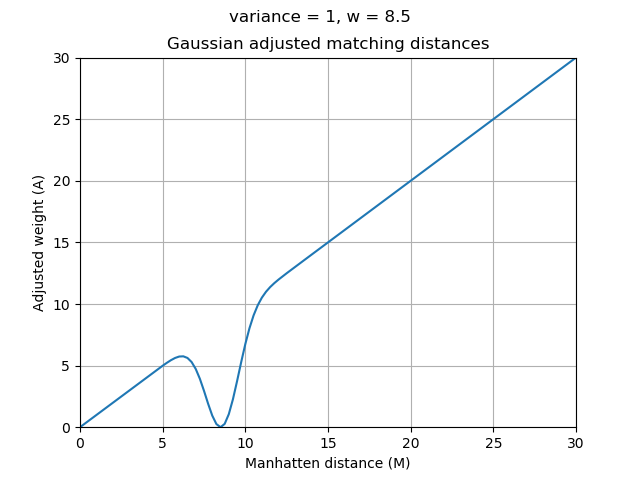 variance = 1, w = 8.5
Gaussian adjusted matching distances
30
25
20
15
10
5
0
Adjusted weight (A)
0 5 10 15 20 25 30
Manhatten distance (M)